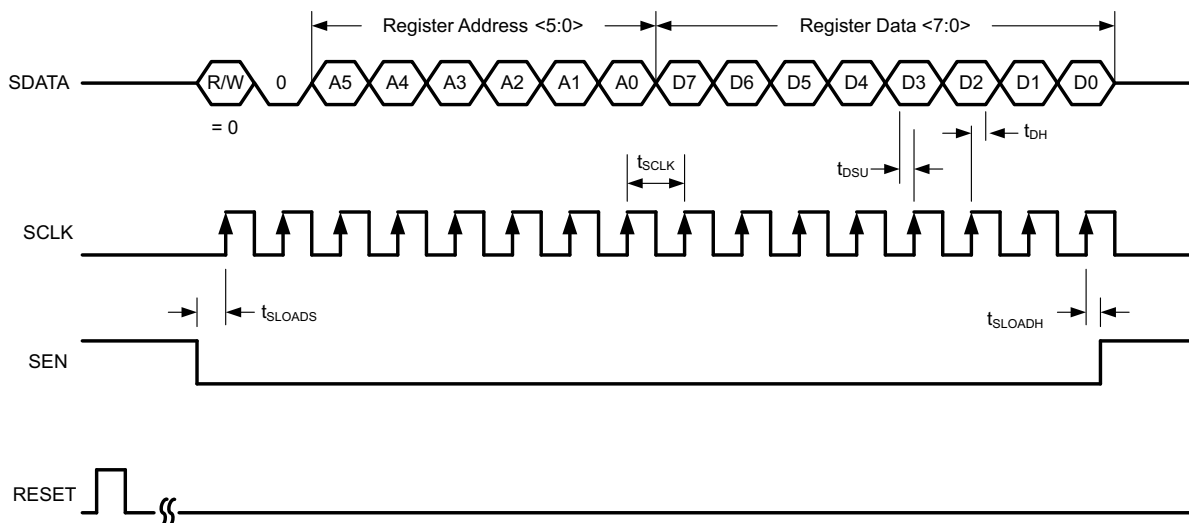 Register Address <5:0>
Register Data <7:0>
SDATA
R/W
0
A5
A4
A3
A2
A1
A0
D7
D6
D5
D4
D3
D2
D1
D0
= 0
tDH
tSCLK
tDSU
SCLK
tSLOADS
tSLOADH
SEN
RESET